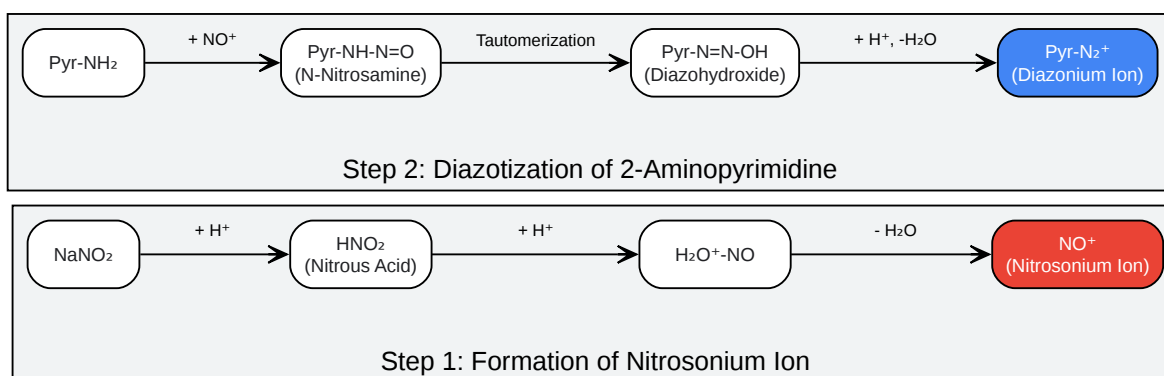 + NO⁺
Tautomerization
+ H⁺, -H₂O
Pyr-NH₂
Pyr-NH-N=O
(N-Nitrosamine)
Pyr-N=N-OH
(Diazohydroxide)
Pyr-N₂⁺
(Diazonium Ion)
Step 2: Diazotization of 2-Aminopyrimidine
+ H⁺
+ H⁺
- H₂O
NaNO₂
HNO₂
(Nitrous Acid)
H₂O⁺-NO
NO⁺
(Nitrosonium Ion)
Step 1: Formation of Nitrosonium Ion